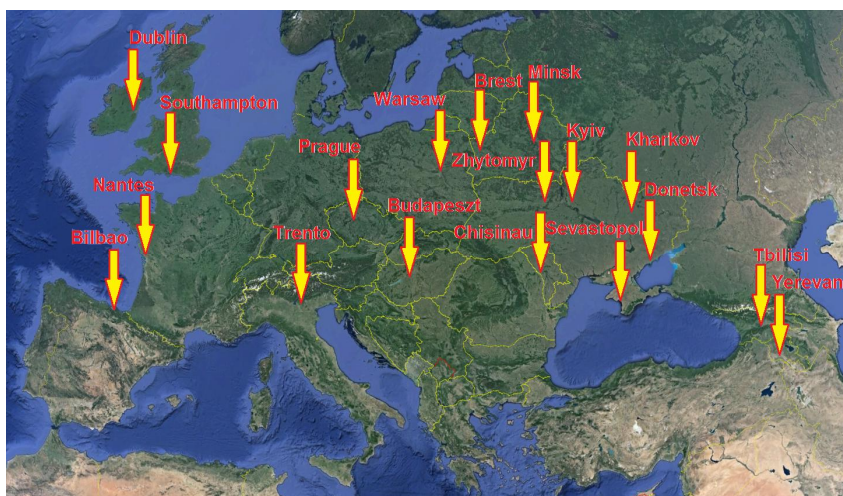 Dublin
Minsk
Brest
Warsaw
Southampton
Kyiv
Kharkov
Prague
Zhytomyr
Nantes
Donetsk
Budapeszt
Bilbao
Trento
Chisinau
Sevastopol
Tbilisi
Yerevan